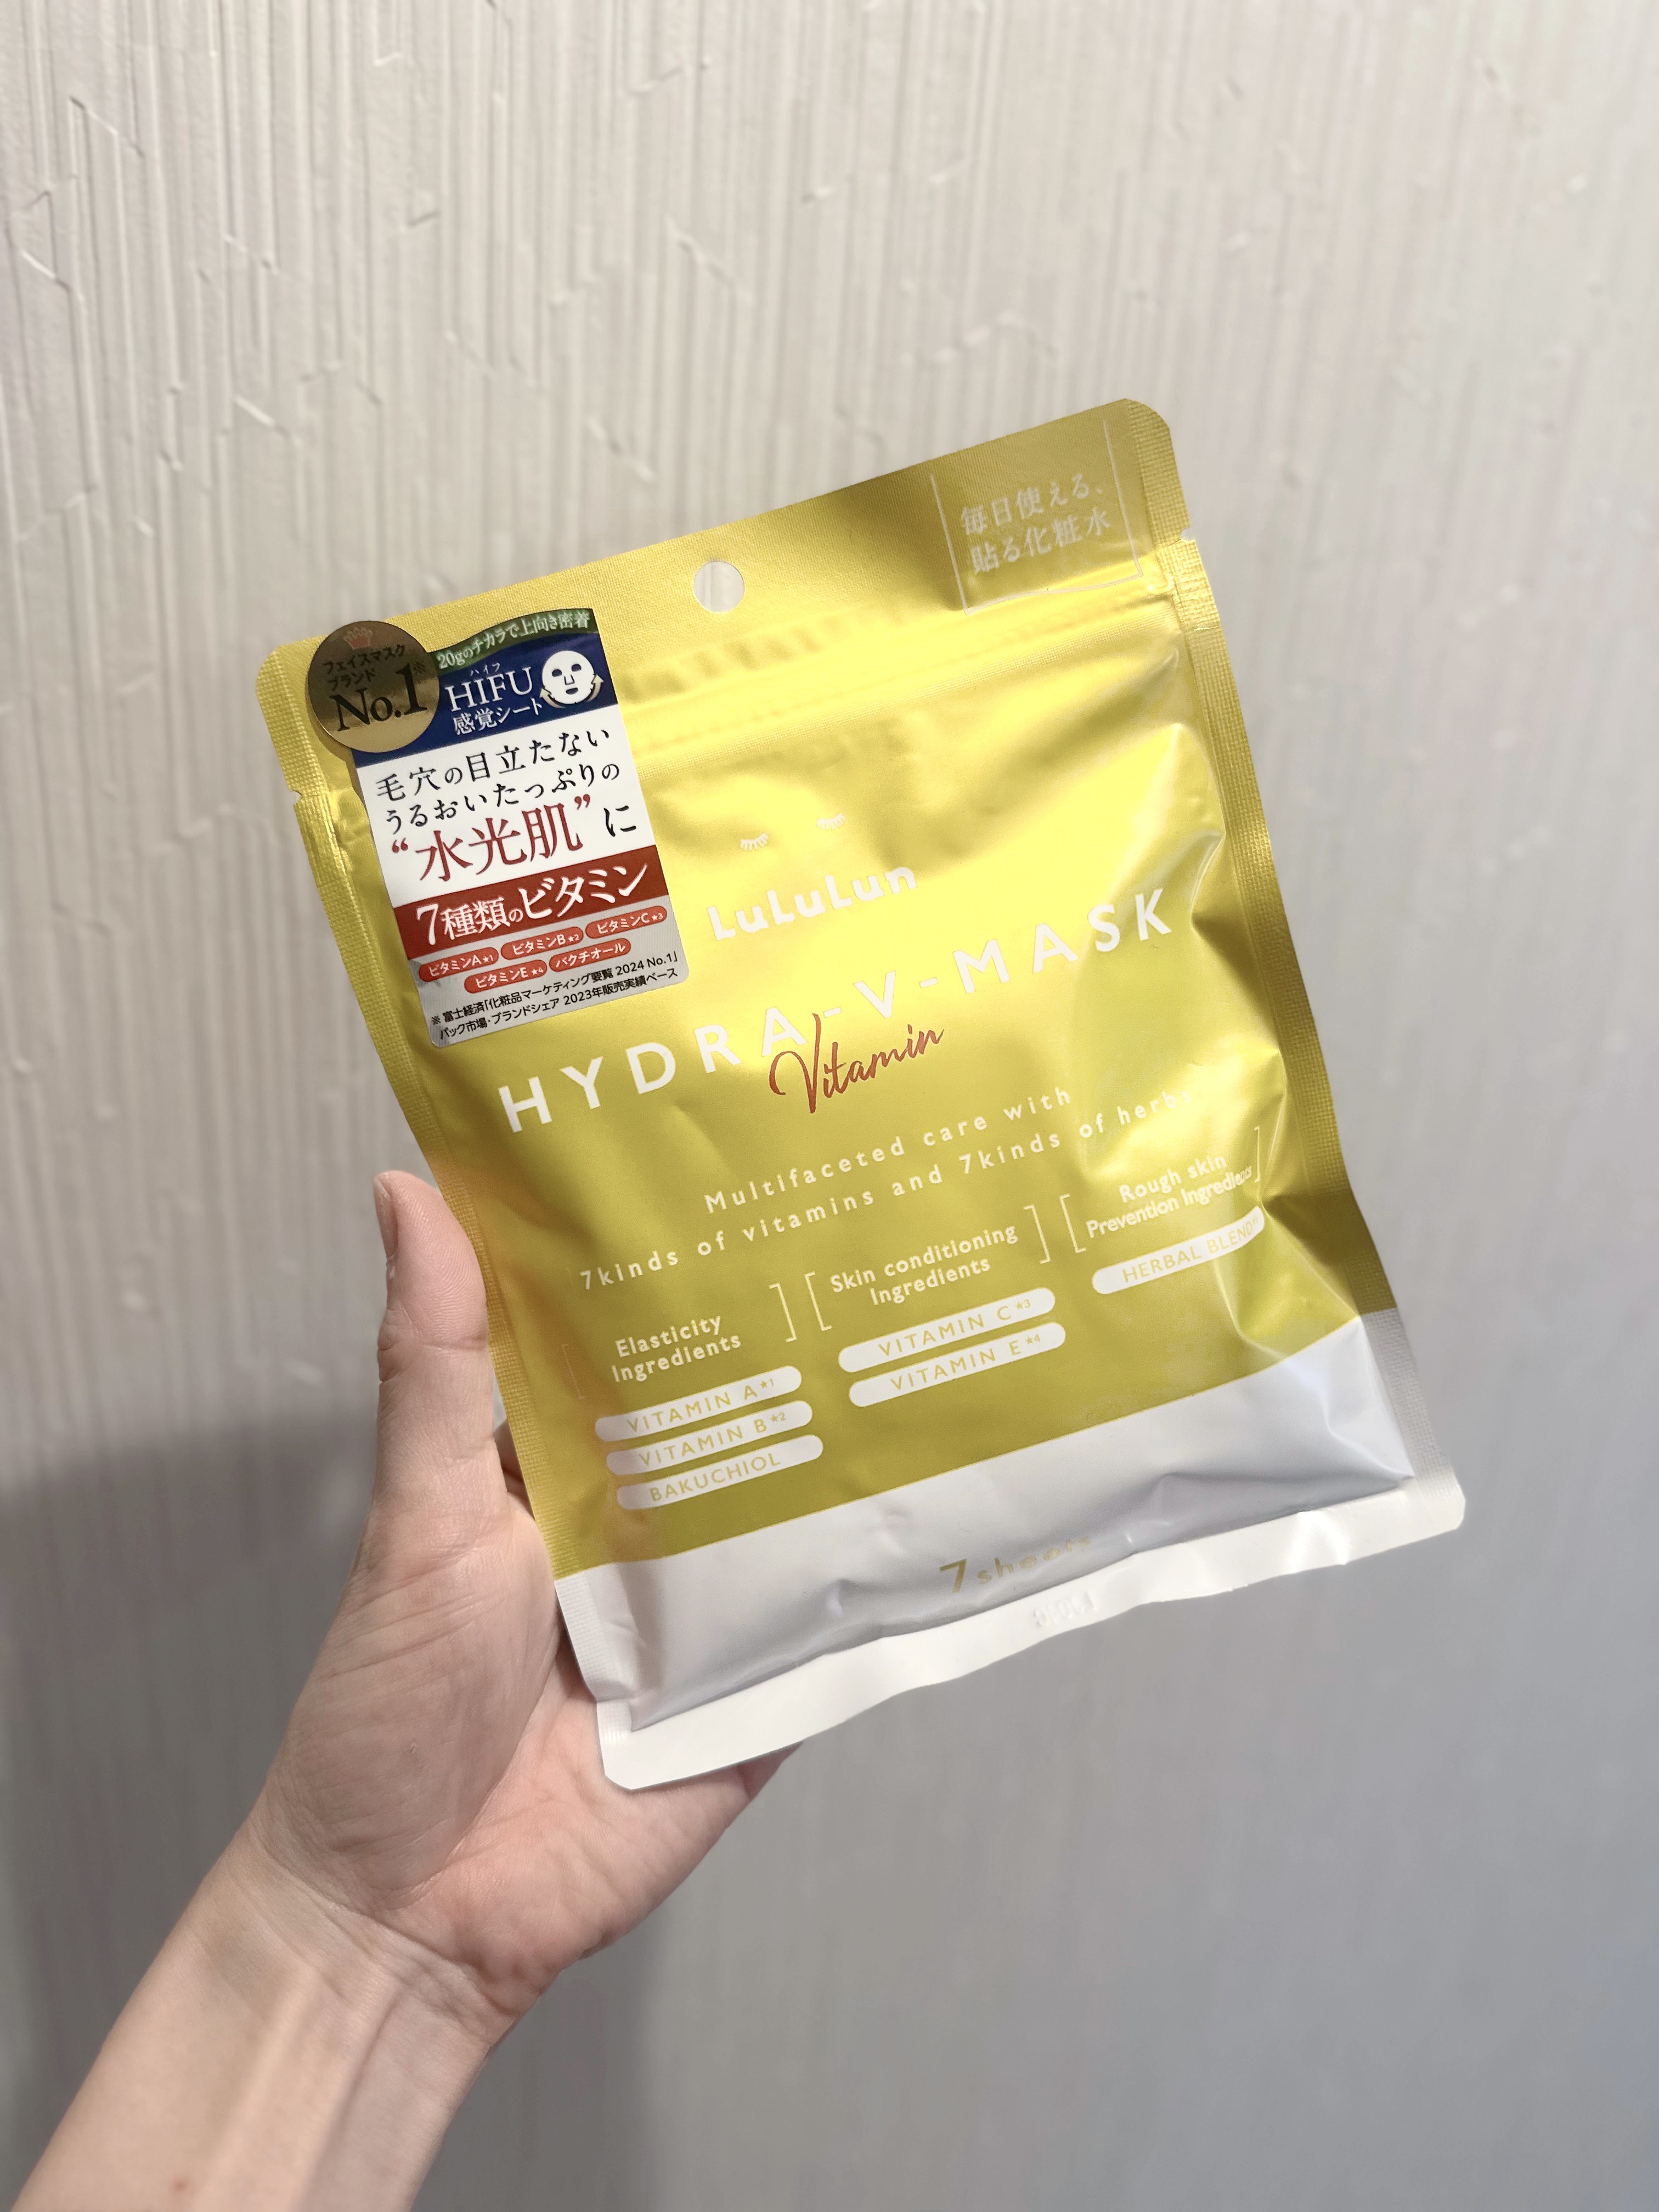 毎日使える、
貼る化粧水
フェイスマスク
ブランド
No.1※
20gのチカラで上向き密着
ハイフ
HIFU
感覚シート
毛穴の目立たない
うるおいたっぷりの
“水光肌”に
7種類のビタミン
ビタミンA★1 ビタミンB★2 ビタミンC★3
ビタミンE★4 バクチオール
※ 富士経済「化粧品マーケティング要覧 2024 No.1」
パック市場・ブランドシェア 2023年販売実績ベース
LuLuLun
HYDRA-V-MASK
Vitamin
Multifaceted care with
7kinds of vitamins and 7kinds of herbs
Elasticity
Ingredients
VITAMIN A★1
VITAMIN B★2
BAKUCHIOL
Skin conditioning
Ingredients
VITAMIN C★3
VITAMIN E★4
Rough skin
Prevention Ingredients
HERBAL BLEND
7sheets